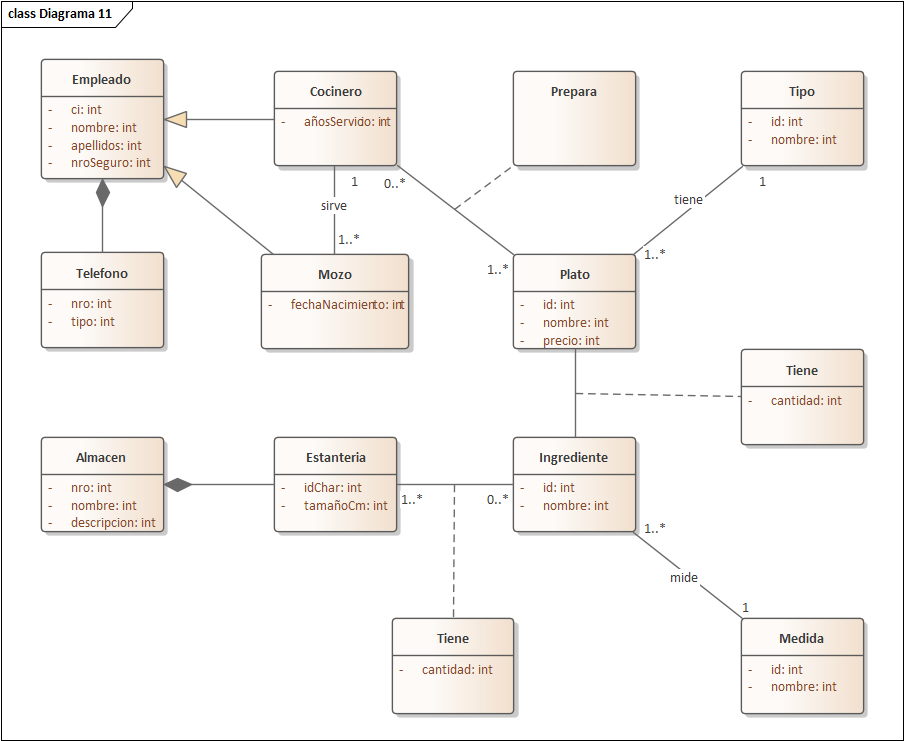 class Diagrama 11
Empleado
- ci: int
- nombre: int
- apellidos: int
- nroSeguro: int
Cocinero
- añosServicio: int
Prepara
Tipo
- id: int
- nombre: int
1
0..*
sirve
1..*
tiene
1
1..*
1..*
Telefono
- nro: int
- tipo: int
Mozo
- fechaNacimiento: int
Plato
- id: int
- nombre: int
- precio: int
Tiene
- cantidad: int
Almacen
- nro: int
- nombre: int
- descripcion: int
Estanteria
- idChar: int
- tamañoCm: int
1..*
0..*
Ingrediente
- id: int
- nombre: int
1..*
mide
1
Tiene
- cantidad: int
Medida
- id: int
- nombre: int